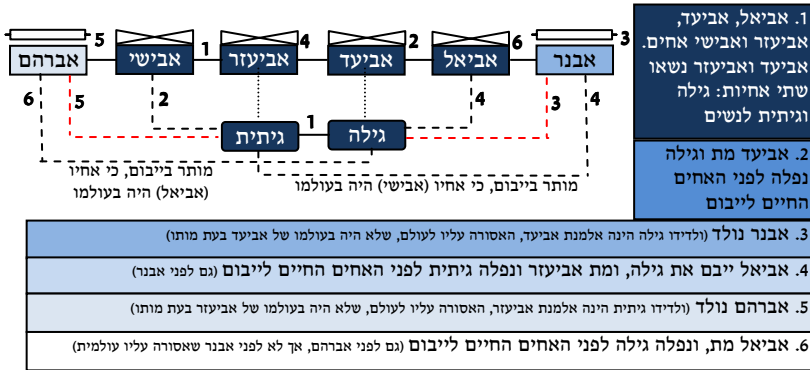 5 1 4 2 6 3
אברהם אבישי אביעזר אביעד אביאל אבנר
6 5 2 4 3 4
גיתית 1 גילה
מותר בייבום, כי אחיו
(אביאל) היה בעולמו
מותר בייבום, כי אחיו (אבישי) היה בעולמו
1. אביאל, אביעד,
אביעזר ואבישי אחים.
אביעד ואביעזר נשאו
שתי אחיות: גילה
וגיתית לנשים
2. אביעד מת וגילה
נפלה לפני האחים
החיים לייבום
3. אבנר נולד (ולדידו גילה הינה אלמנת אביעד, האסורה עליו לעולם, שלא היה בעולמו של אביעד בעת מותו)
4. אביאל ייבם את גילה, ומת אביעזר ונפלה גיתית לפני האחים החיים לייבום (גם לפני אבנר)
5. אברהם נולד (ולדידו גיתית הינה אלמנת אביעזר, האסורה עליו לעולם, שלא היה בעולמו של אביעזר בעת מותו)
6. אביאל מת, ונפלה גילה לפני האחים החיים לייבום (גם לפני אברהם, אך לא לפני אבנר שאסורה עליו עולמית)